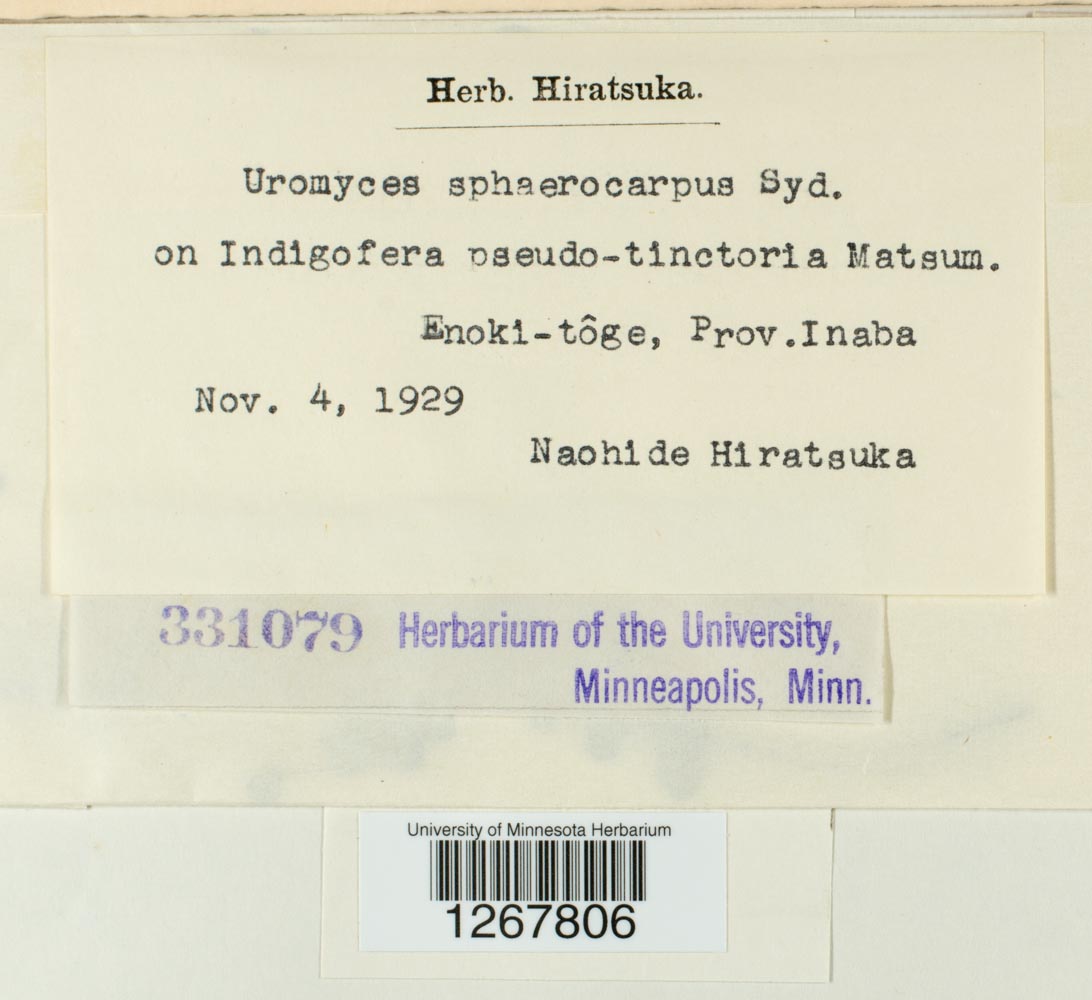 Herb. Hiratsuka.
Uromyces sphaerocarpus Syd.
on Indigofera pseudo-tinctoria Matsum.
Enoki-tôge, Prov.Inaba
Nov. 4, 1929
Naohide Hiratsuka
331079 Herbarium of the University,
Minneapolis, Minn.
University of Minnesota Herbarium
1267806